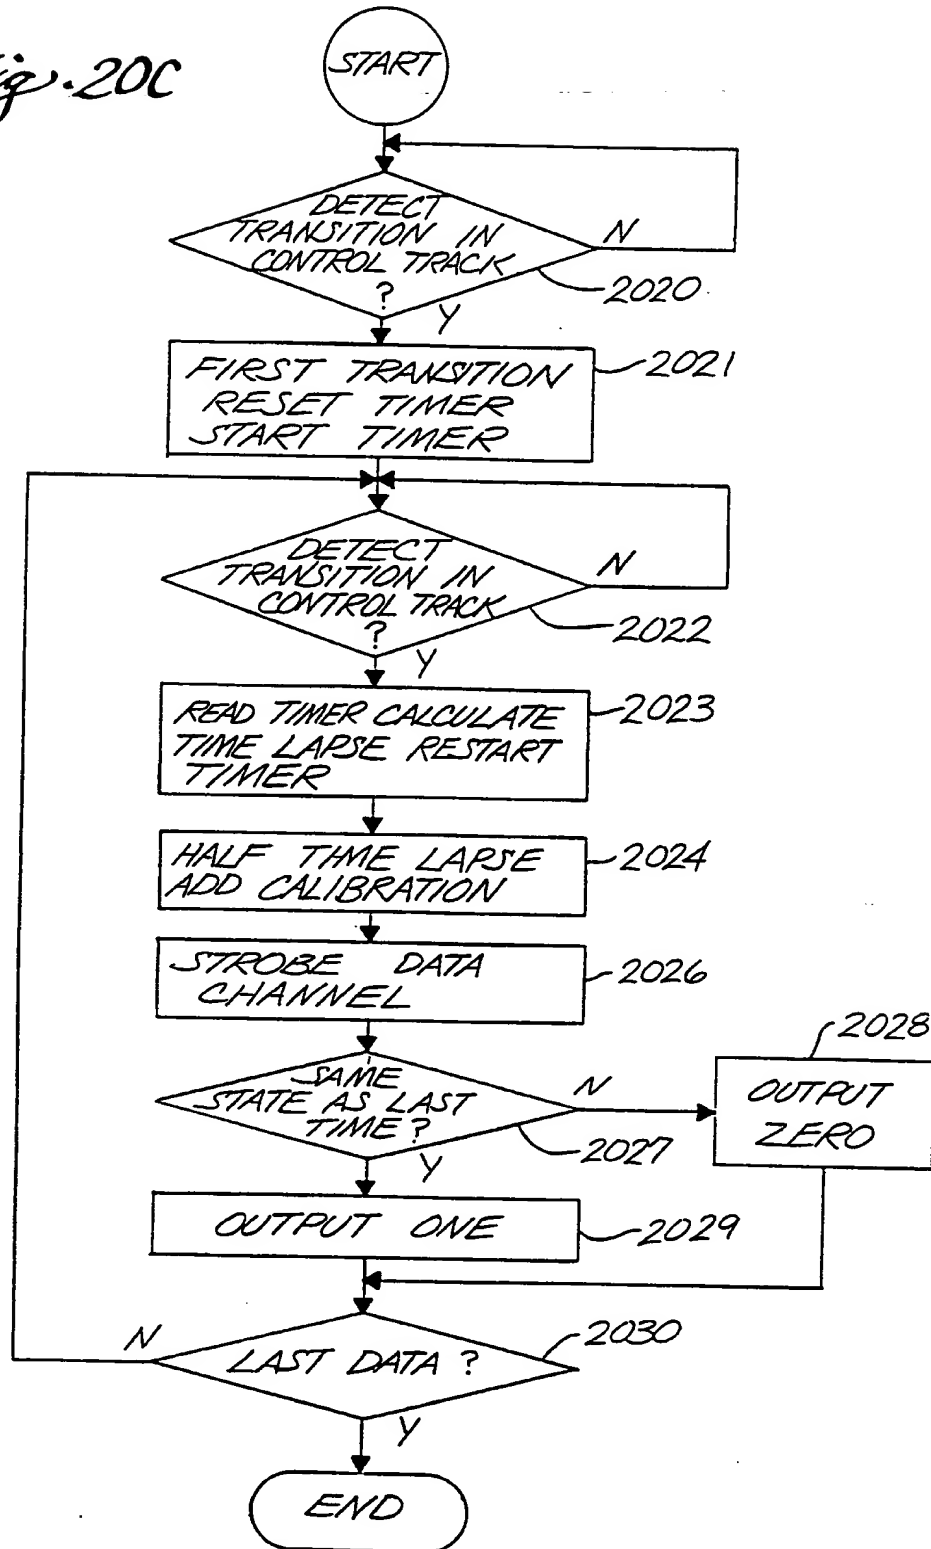 Fig. 20C
START
DETECT
TRANSITION IN
CONTROL TRACK
?
N
2020
Y
FIRST TRANSITION
RESET TIMER
START TIMER
2021
DETECT
TRANSITION IN
CONTROL TRACK
?
N
2022
Y
READ TIMER CALCULATE
TIME LAPSE RESTART
TIMER
2023
HALF TIME LAPSE
ADD CALIBRATION
2024
STROBE DATA
CHANNEL
2026
SAME
STATE AS LAST
TIME ?
N
2027
Y
2028
OUTPUT
ZERO
OUTPUT ONE
2029
LAST DATA ?
N
2030
Y
END